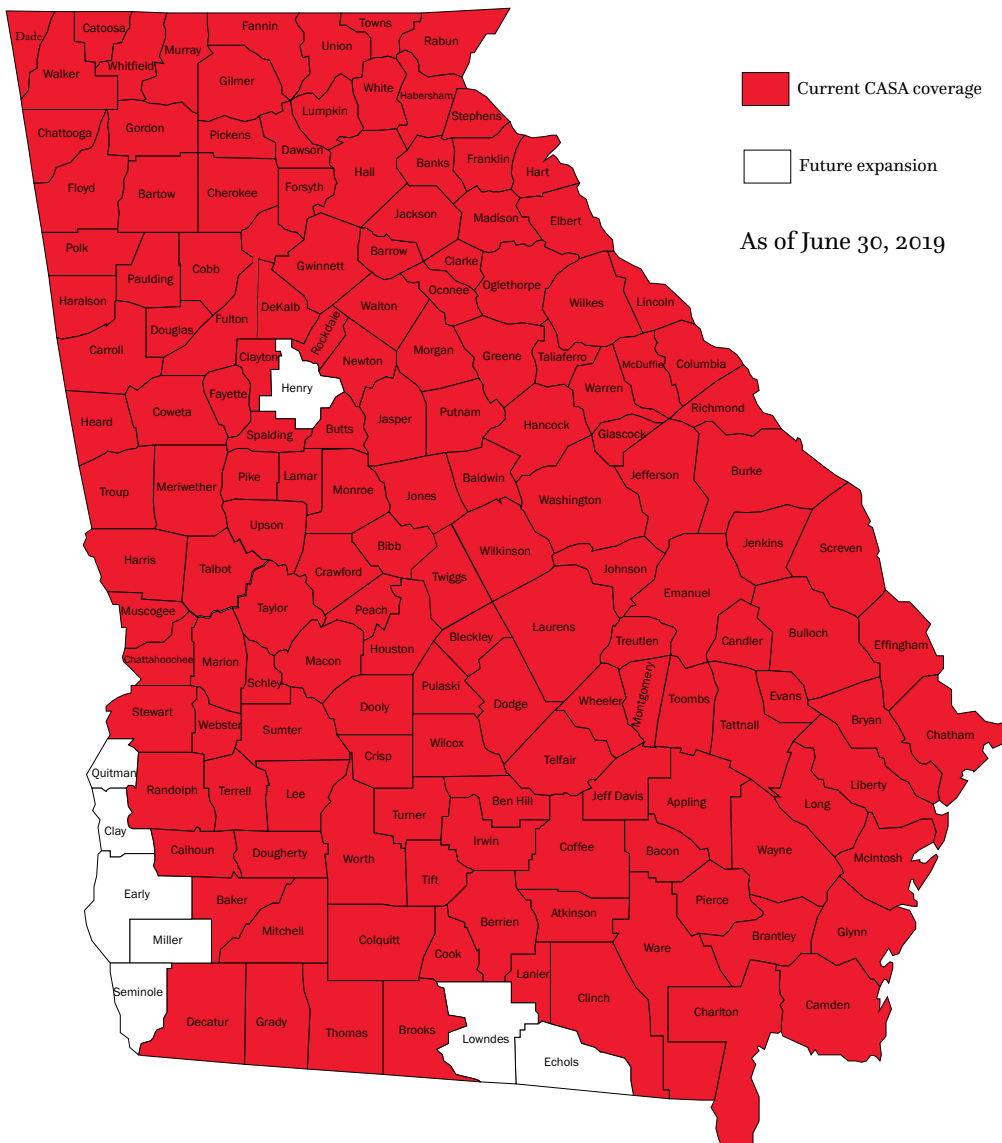 Dade
Catoosa
Fannin
Towns
Rabun
Union
Murray
Whitfield
Walker
Gilmer
White
Habersham
Lumpkin
Stephens
Chattooga
Gordon
Pickens
Dawson
Hall
Banks
Franklin
Hart
Floyd
Bartow
Cherokee
Forsyth
Jackson
Madison
Elbert
Polk
Paulding
Cobb
Gwinnett
Barrow
Clarke
Oconee
Oglethorpe
Wilkes
Lincoln
Haralson
Douglas
Fulton
DeKalb
Rockdale
Walton
Carroll
Clayton
Henry
Newton
Morgan
Greene
Taliaferro
McDuffie
Columbia
Warren
Richmond
Heard
Coweta
Fayette
Spalding
Butts
Jasper
Putnam
Hancock
Glascock
Jefferson
Burke
Troup
Meriwether
Pike
Lamar
Monroe
Jones
Baldwin
Washington
Upson
Bibb
Wilkinson
Jenkins
Screven
Harris
Talbot
Crawford
Twiggs
Johnson
Emanuel
Muscogee
Taylor
Peach
Bleckley
Laurens
Treutlen
Candler
Bulloch
Effingham
Chattahoochee
Marion
Schley
Macon
Houston
Pulaski
Dodge
Wheeler
Montgomery
Toombs
Tattnall
Evans
Bryan
Chatham
Stewart
Webster
Sumter
Dooly
Crisp
Wilcox
Telfair
Quitman
Randolph
Terrell
Lee
Turner
Ben Hill
Jeff Davis
Appling
Long
Liberty
Clay
Calhoun
Dougherty
Worth
Irwin
Coffee
Bacon
Wayne
McIntosh
Early
Miller
Baker
Mitchell
Tift
Colquitt
Cook
Berrien
Atkinson
Pierce
Ware
Brantley
Glynn
Seminole
Decatur
Grady
Thomas
Brooks
Lowndes
Lanier
Echols
Clinch
Charlton
Camden
Current CASA coverage
Future expansion
As of June 30, 2019